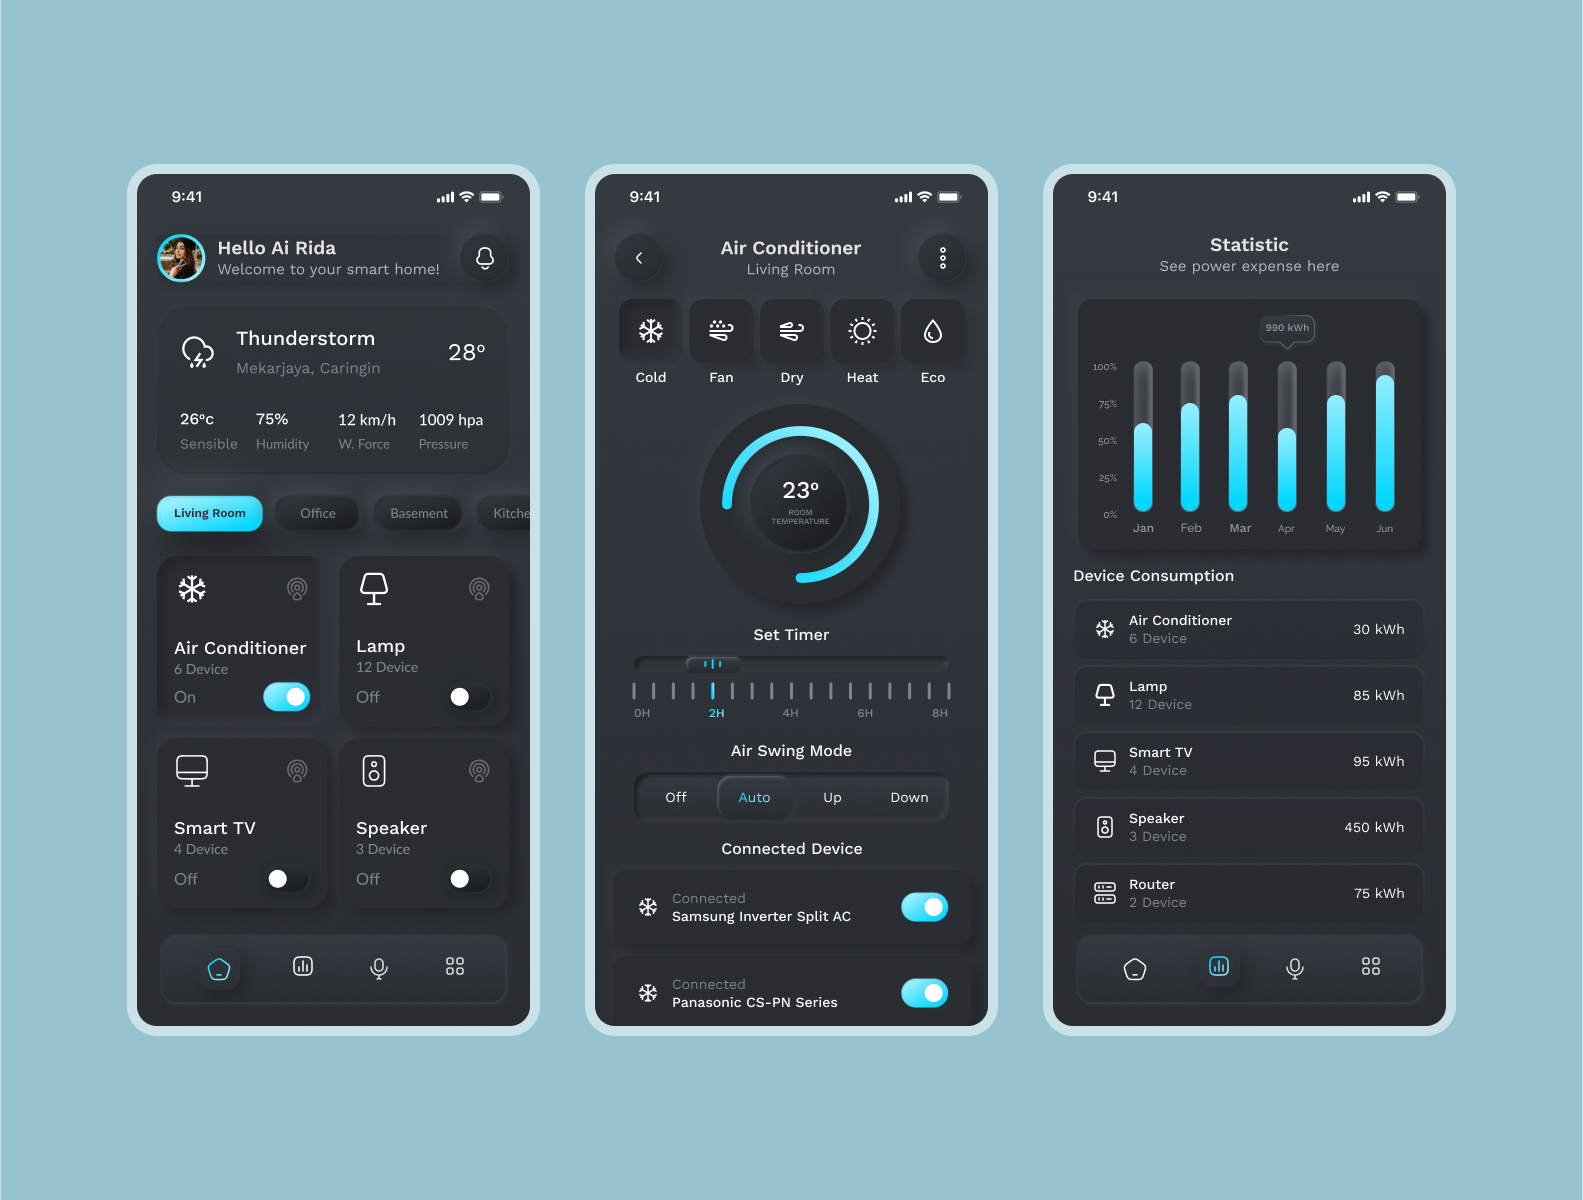 9:41
Hello Ai Rida
Welcome to your smart home!
Thunderstorm
Mekarjaya, Caringin
28°
26°c 75% 12 km/h 1009 hpa
Sensible Humidity W. Force Pressure
Living Room Office Basement Kitche
Air Conditioner
6 Device
On
Lamp
12 Device
Off
Smart TV
4 Device
Off
Speaker
3 Device
Off
9:41
Air Conditioner
Living Room
Cold Fan Dry Heat Eco
23°
ROOM
TEMPERATURE
Set Timer
0H 2H 4H 6H 8H
Air Swing Mode
Off Auto Up Down
Connected Device
Connected
Samsung Inverter Split AC
Connected
Panasonic CS-PN Series
9:41
Statistic
See power expense here
990 kWh
100%
75%
50%
25%
0%
Jan Feb Mar Apr May Jun
Device Consumption
Air Conditioner
6 Device
30 kWh
Lamp
12 Device
85 kWh
Smart TV
4 Device
95 kWh
Speaker
3 Device
450 kWh
Router
2 Device
75 kWh